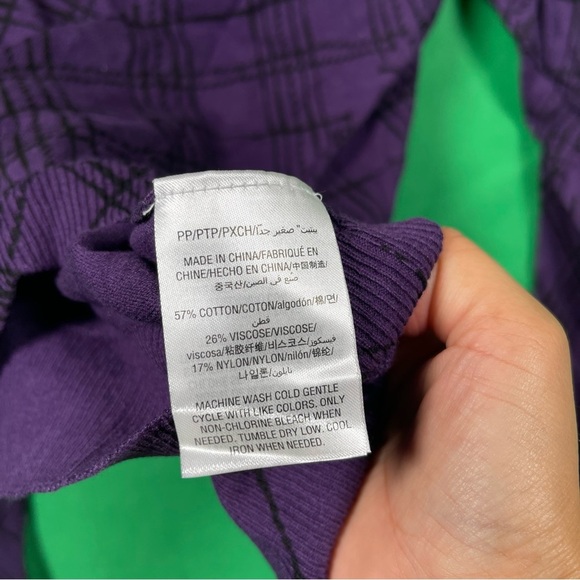 PP/PTP/PXCH/بيتيت" صغير جدًا
MADE IN CHINA/FABRIQUÉ EN
CHINE/HECHO EN CHINA/中国制造/
중국산/صنع في الصين
57% COTTON/COTON/algodón/棉/면/
قطن
26% VISCOSE/VISCOSE/
viscosa/粘胶纤维/비스코스/فيسكوز
17% NYLON/NYLON/nilón/锦纶/
나일론/نايلون
MACHINE WASH COLD GENTLE
CYCLE WITH LIKE COLORS. ONLY
NON-CHLORINE BLEACH WHEN
NEEDED. TUMBLE DRY LOW. COOL
IRON WHEN NEEDED.